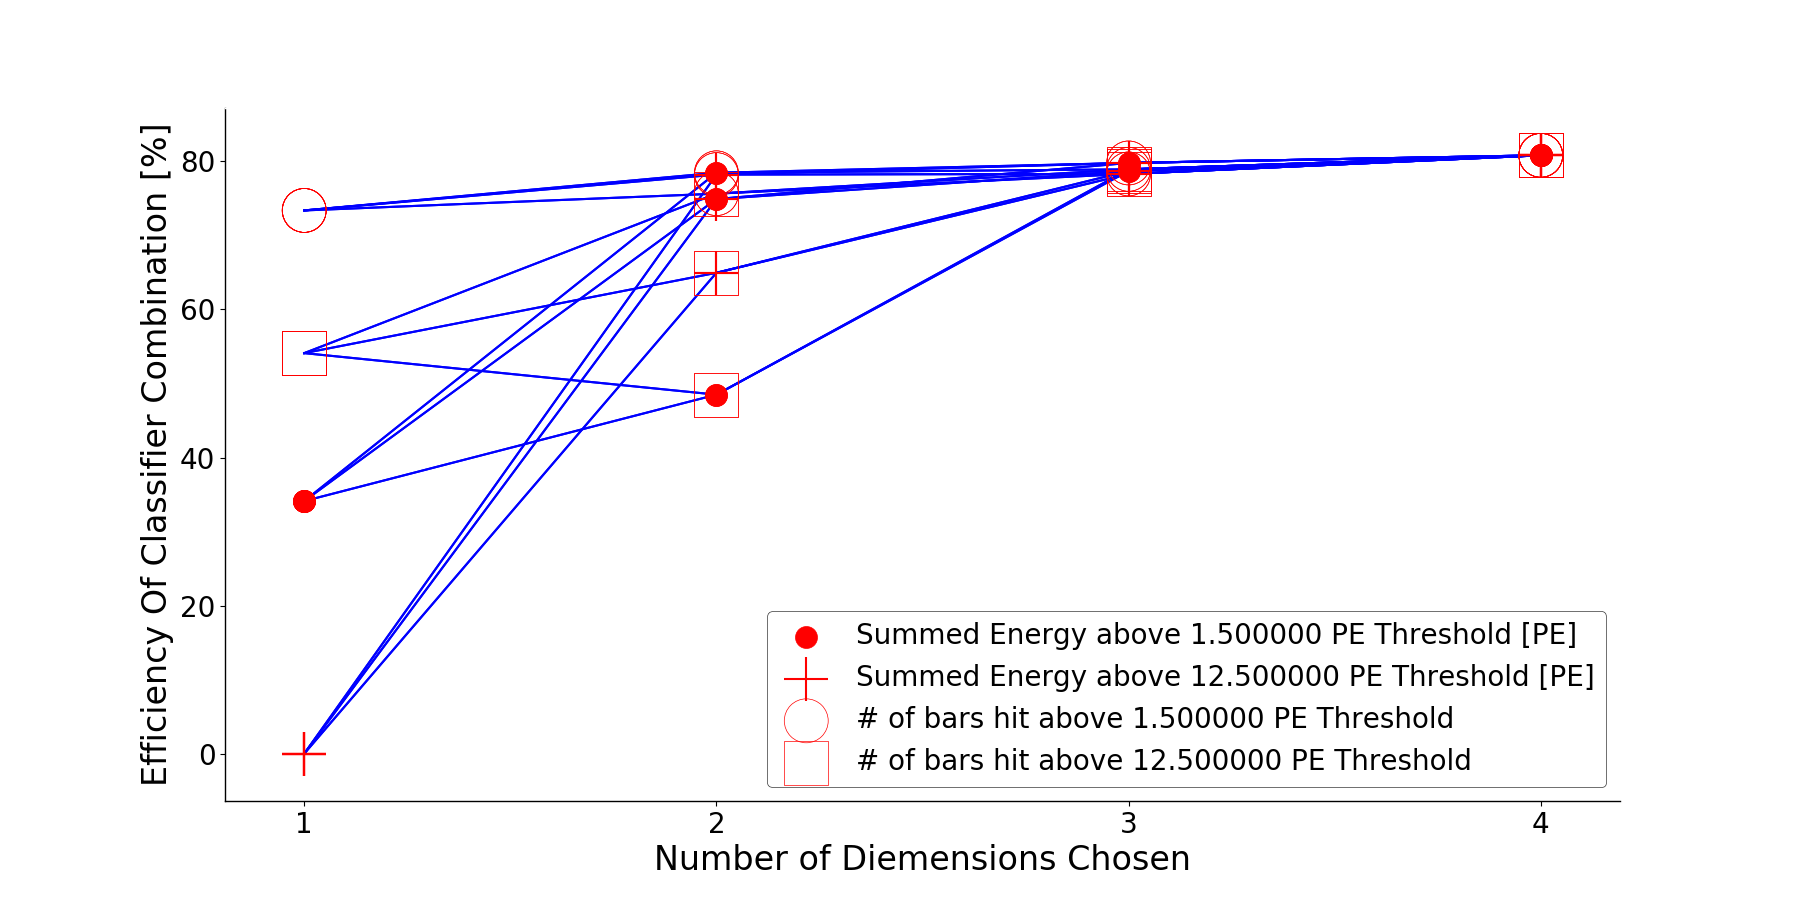 Efficiency Of Classifier Combination [%]
80
60
40
20
0
Summed Energy above 1.500000 PE Threshold [PE]
Summed Energy above 12.500000 PE Threshold [PE]
# of bars hit above 1.500000 PE Threshold
# of bars hit above 12.500000 PE Threshold
1 2 3 4
Number of Diemensions Chosen